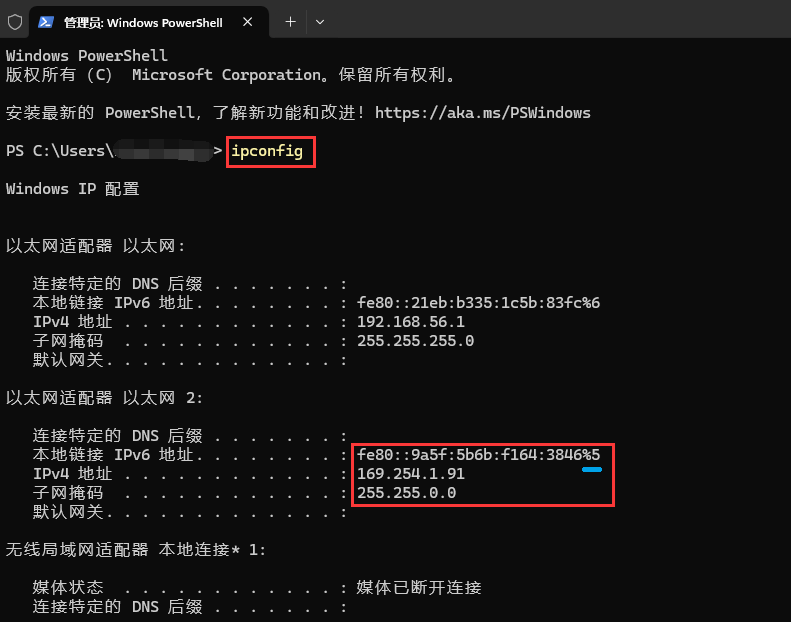 管理员: Windows PowerShell
Windows PowerShell
版权所有 (C) Microsoft Corporation。保留所有权利。
安装最新的 PowerShell，了解新功能和改进！https://aka.ms/PSWindows
PS C:\Users\ > ipconfig
Windows IP 配置
以太网适配器 以太网:
连接特定的 DNS 后缀 . . . . . . . :
本地链接 IPv6 地址. . . . . . . . : fe80::21eb:b335:1c5b:83fc%6
IPv4 地址 . . . . . . . . . . . . : 192.168.56.1
子网掩码 . . . . . . . . . . . . : 255.255.255.0
默认网关. . . . . . . . . . . . . :
以太网适配器 以太网 2:
连接特定的 DNS 后缀 . . . . . . . :
本地链接 IPv6 地址. . . . . . . . : fe80::9a5f:5b6b:f164:3846%5
IPv4 地址 . . . . . . . . . . . . : 169.254.1.91
子网掩码 . . . . . . . . . . . . : 255.255.0.0
默认网关. . . . . . . . . . . . . :
无线局域网适配器 本地连接* 1:
媒体状态 . . . . . . . . . . . . : 媒体已断开连接
连接特定的 DNS 后缀 . . . . . . . :